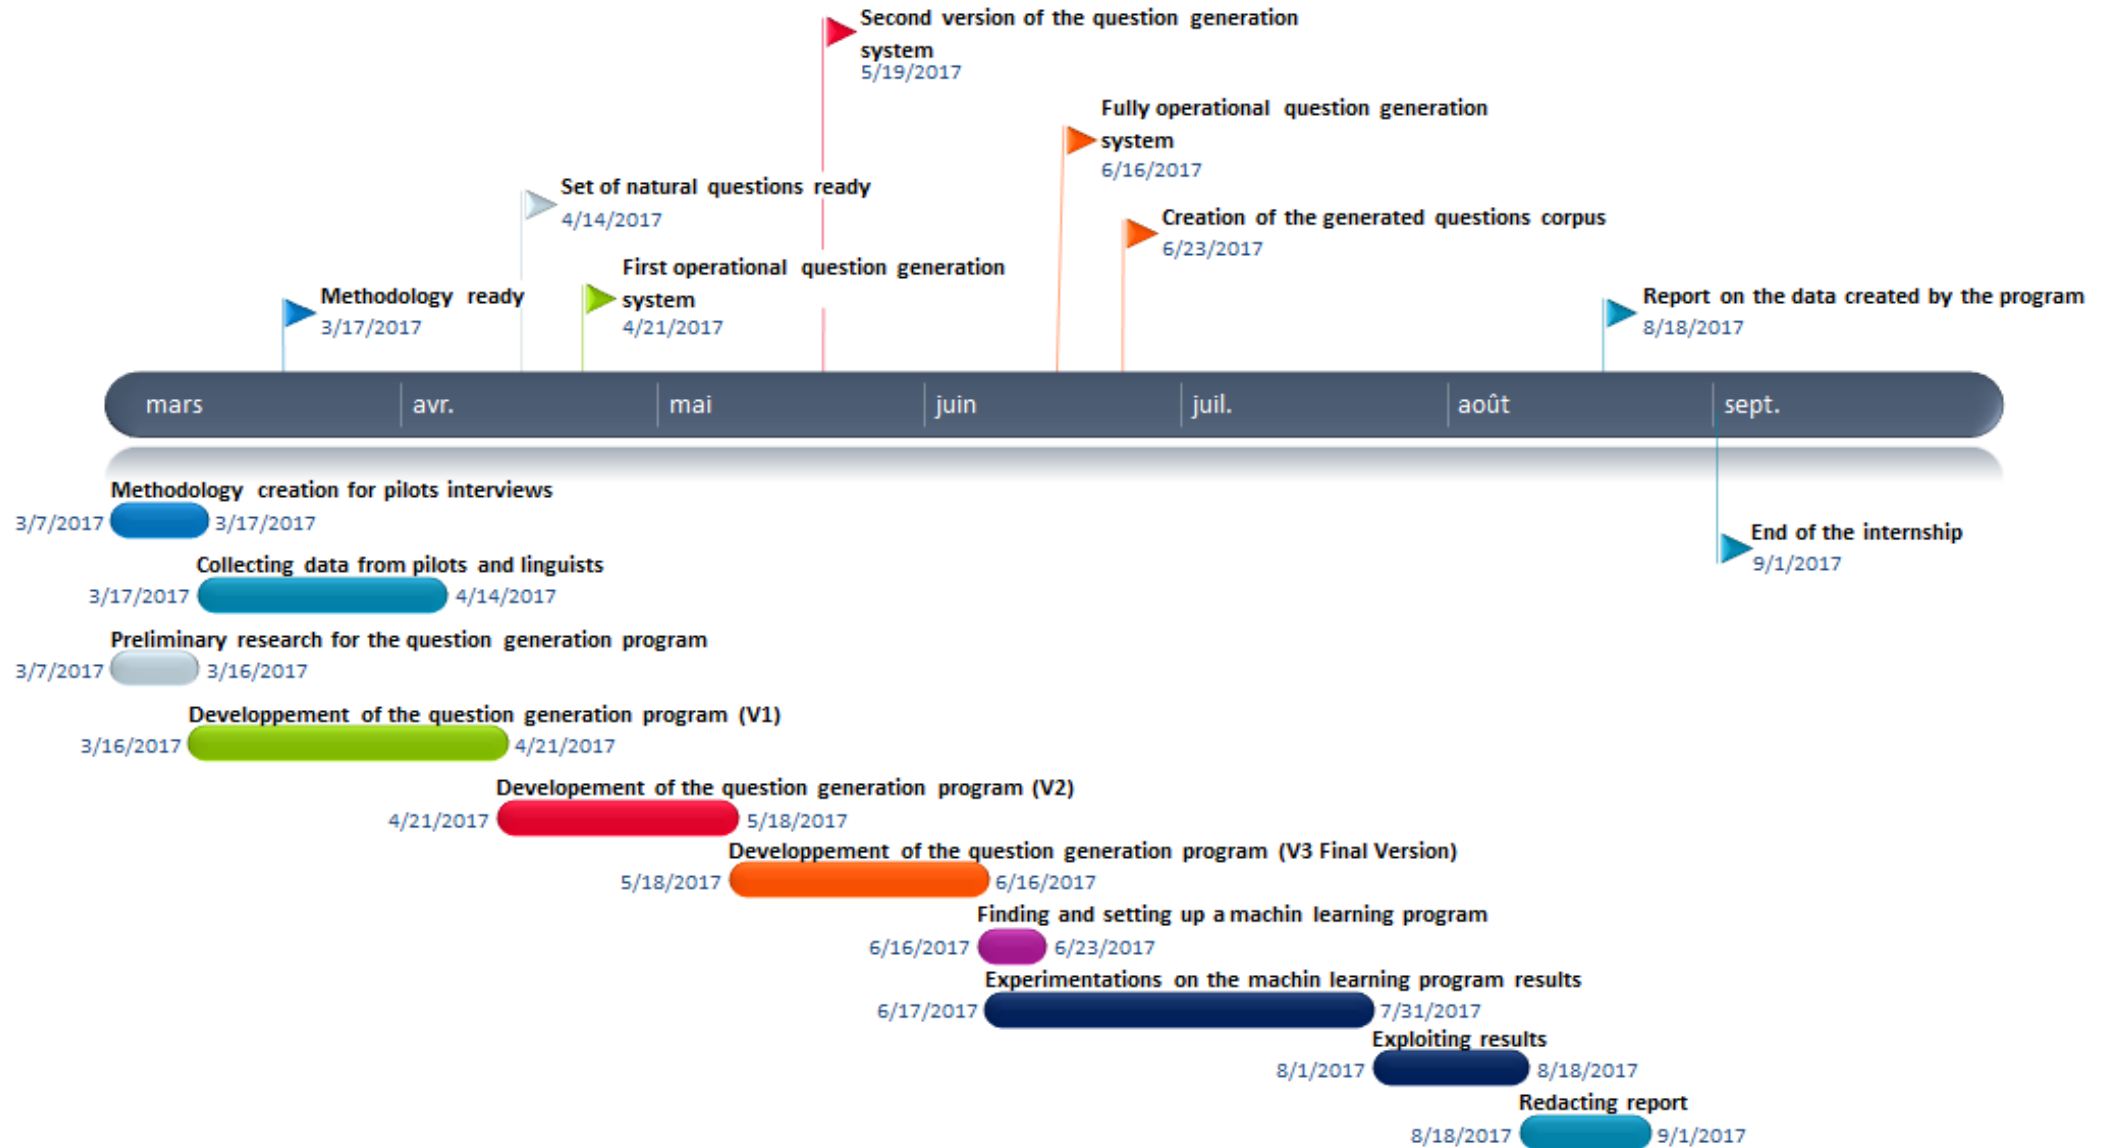 Second version of the question generation
system
5/19/2017
Fully operational question generation
system
6/16/2017
Set of natural questions ready
4/14/2017
Creation of the generated questions corpus
6/23/2017
First operational question generation
system
4/21/2017
Methodology ready
3/17/2017
Report on the data created by the program
8/18/2017
mars avr. mai juin juil. août sept.
Methodology creation for pilots interviews
3/7/2017 3/17/2017
End of the internship
9/1/2017
Collecting data from pilots and linguists
3/17/2017 4/14/2017
Preliminary research for the question generation program
3/7/2017 3/16/2017
Developpement of the question generation program (V1)
3/16/2017 4/21/2017
Developement of the question generation program (V2)
4/21/2017 5/18/2017
Developpement of the question generation program (V3 Final Version)
5/18/2017 6/16/2017
Finding and setting up a machin learning program
6/16/2017 6/23/2017
Experimentations on the machin learning program results
6/17/2017 7/31/2017
Exploiting results
8/1/2017 8/18/2017
Redacting report
8/18/2017 9/1/2017